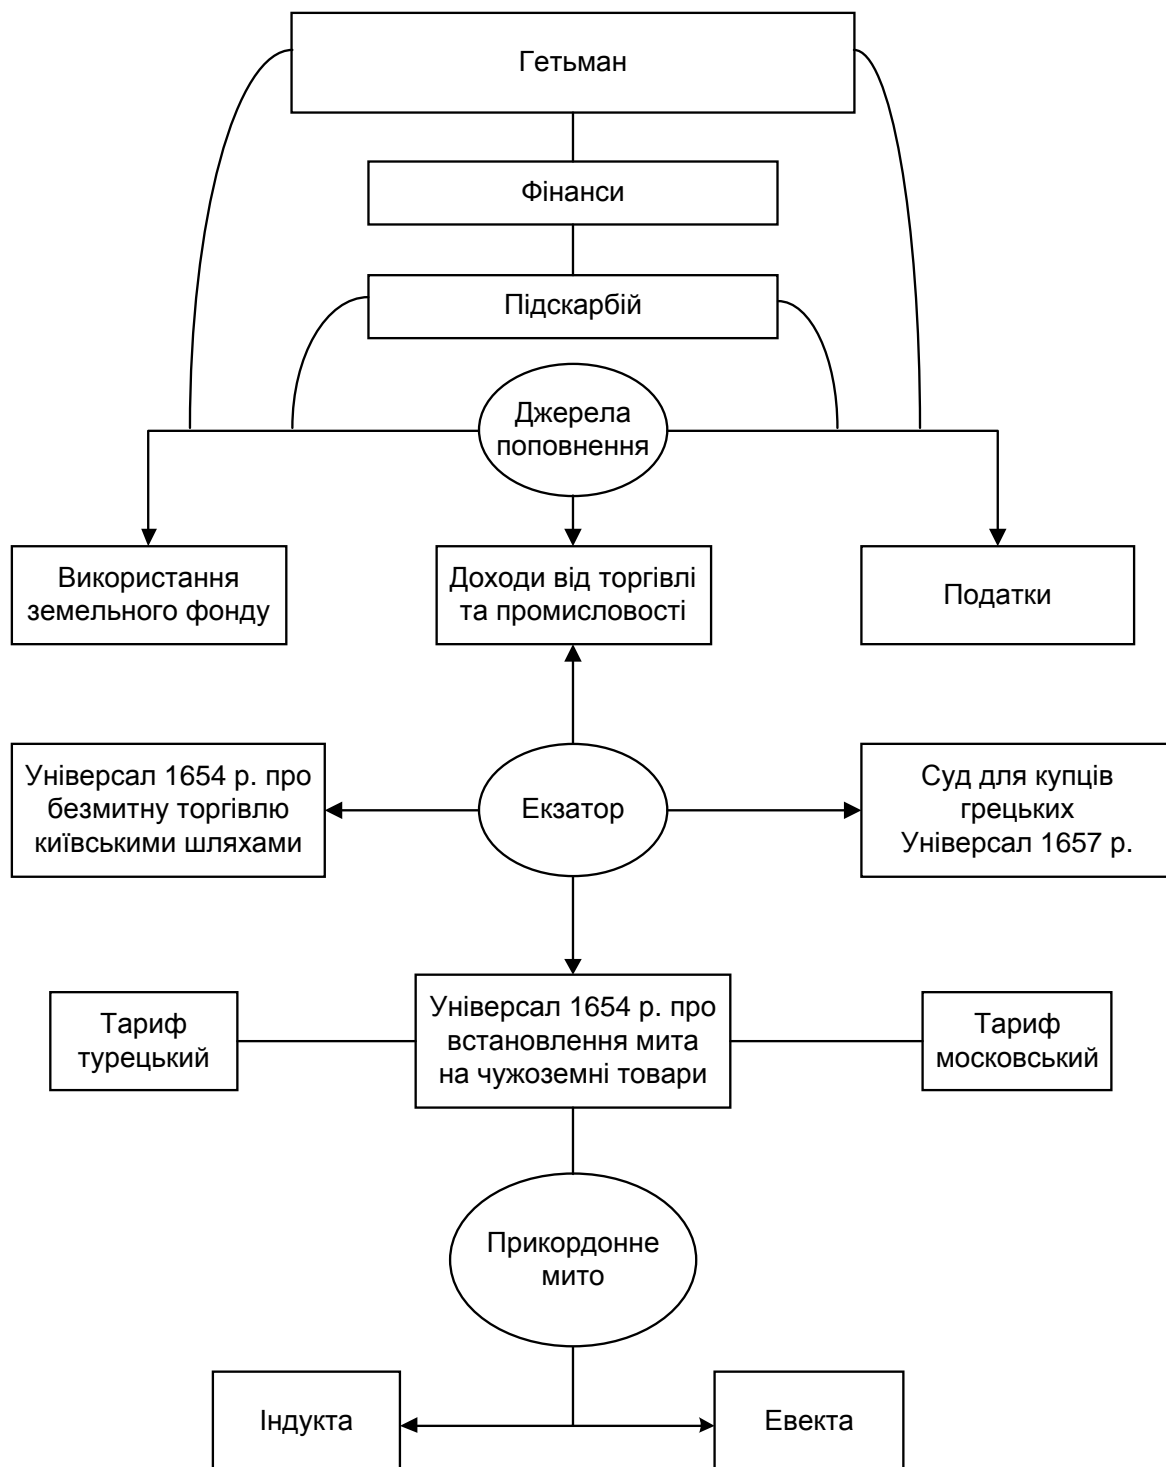 Гетьман
Фінанси
Підскарбій
Джерела
поповнення
Використання
земельного фонду
Доходи від торгівлі
та промисловості
Податки
Універсал 1654 р. про
безмитну торгівлю
київськими шляхами
Екзатор
Суд для купців
грецьких
Універсал 1657 р.
Тариф
турецький
Універсал 1654 р. про
встановлення мита
на чужоземні товари
Тариф
московський
Прикордонне
мито
Індукта
Евекта